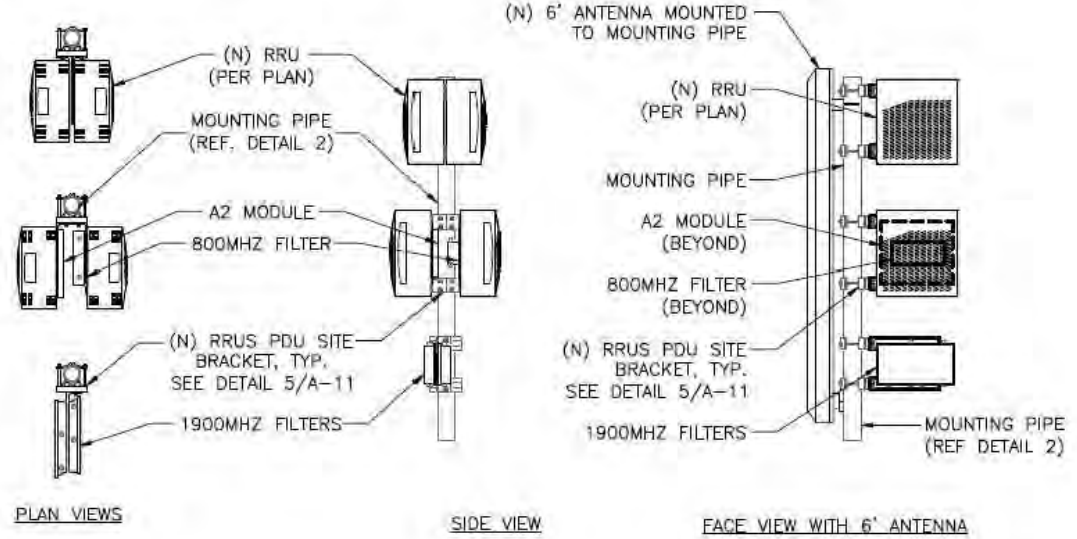 (N) RRU
(PER PLAN)
MOUNTING PIPE
(REF. DETAIL 2)
A2 MODULE
800MHZ FILTER
(N) RRUS PDU SITE
BRACKET, TYP.
SEE DETAIL 5/A-11
1900MHZ FILTERS
PLAN VIEWS
SIDE VIEW
(N) 6' ANTENNA MOUNTED
TO MOUNTING PIPE
(N) RRU
(PER PLAN)
MOUNTING PIPE
A2 MODULE
(BEYOND)
800MHZ FILTER
(BEYOND)
(N) RRUS PDU SITE
BRACKET, TYP.
SEE DETAIL 5/A-11
1900MHZ FILTERS
MOUNTING PIPE
(REF DETAIL 2)
FACE VIEW WITH 6' ANTENNA